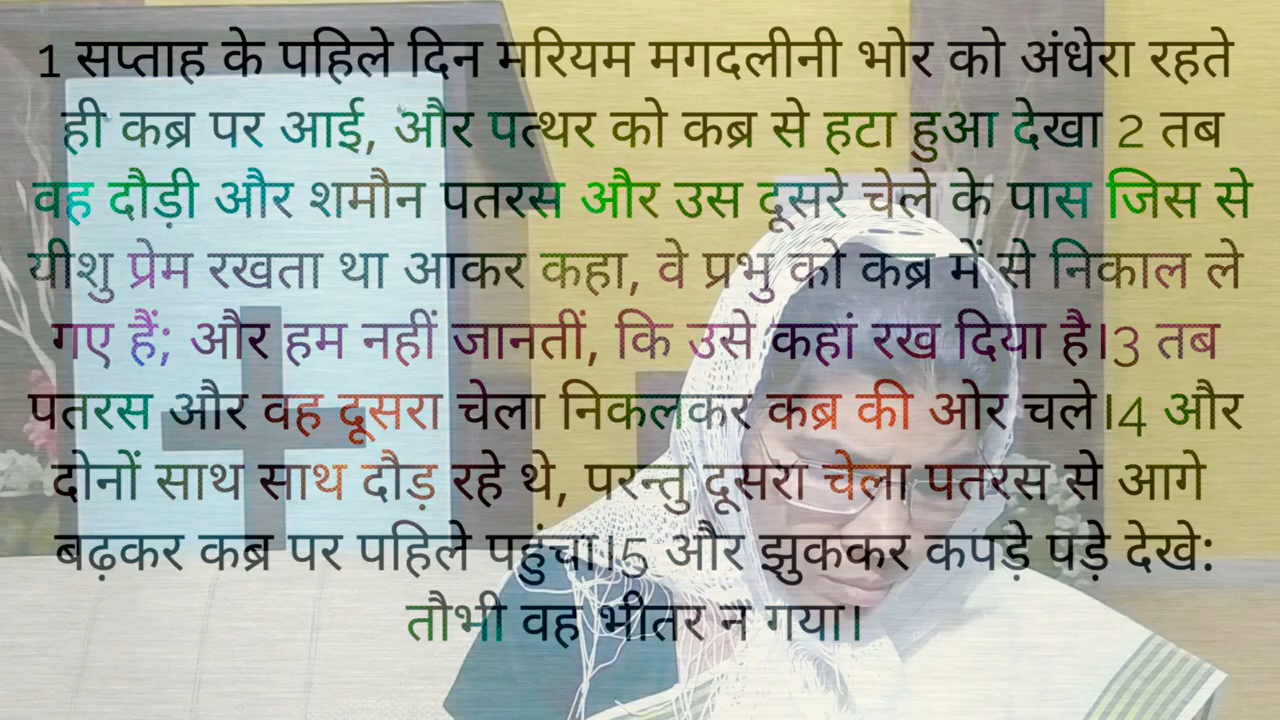 1 सप्ताह के पहिले दिन मरियम मगदलीनी भोर को अंधेरा रहते
ही कब्र पर आई, और पत्थर को कब्र से हटा हुआ देखा 2 तब
वह दौड़ी और शमौन पतरस और उस दूसरे चेले के पास जिस से
यीशु प्रेम रखता था आकर कहा, वे प्रभु को कब्र में से निकाल ले
गए हैं; और हम नहीं जानतीं, कि उसे कहां रख दिया है।3 तब
पतरस और वह दूसरा चेला निकलकर कब्र की ओर चले।4 और
दोनों साथ साथ दौड़ रहे थे, परन्तु दूसरा चेला पतरस से आगे
बढ़कर कब्र पर पहिले पहुंचा।5 और झुककर कपड़े पड़े देखे:
तौभी वह भीतर न गया।